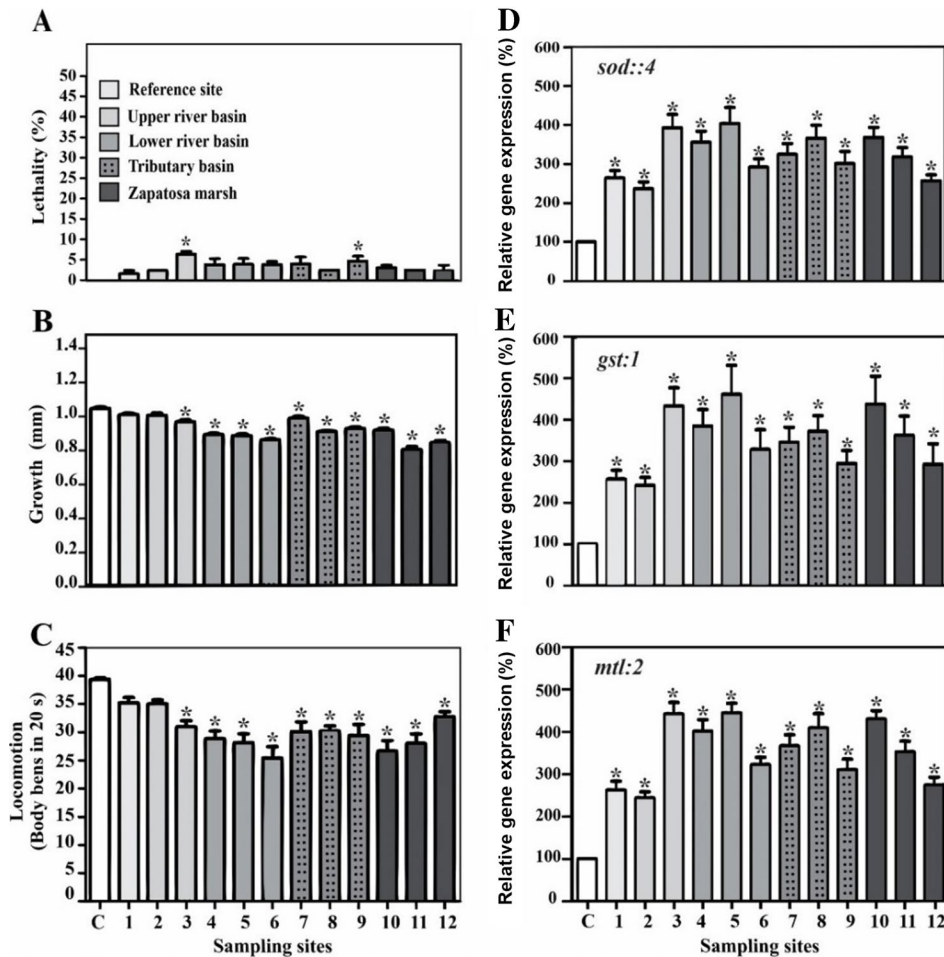 A
Lethality (%)
50
45
40
35
30
25
20
15
10
5
0
Reference site
Upper river basin
Lower river basin
Tributary basin
Zapatosa marsh
*
*
B
Growth (mm)
1.4
1.2
1.0
0.8
0.6
0.4
0.2
0.0
* * * * * * * * * *
C
Locomotion
(Body bens in 20 s)
45
40
35
30
25
20
15
10
5
0
* * * * * * * * * *
C 1 2 3 4 5 6 7 8 9 10 11 12
Sampling sites
D
Relative gene expression (%)
600
500
400
300
200
100
0
sod::4
* * * * * * * * * * * *
E
Relative gene expression (%)
600
500
400
300
200
100
0
gst:1
* * * * * * * * * * * *
F
Relative gene expression (%)
600
500
400
300
200
100
0
mtl:2
* * * * * * * * * * * *
C 1 2 3 4 5 6 7 8 9 10 11 12
Sampling sites